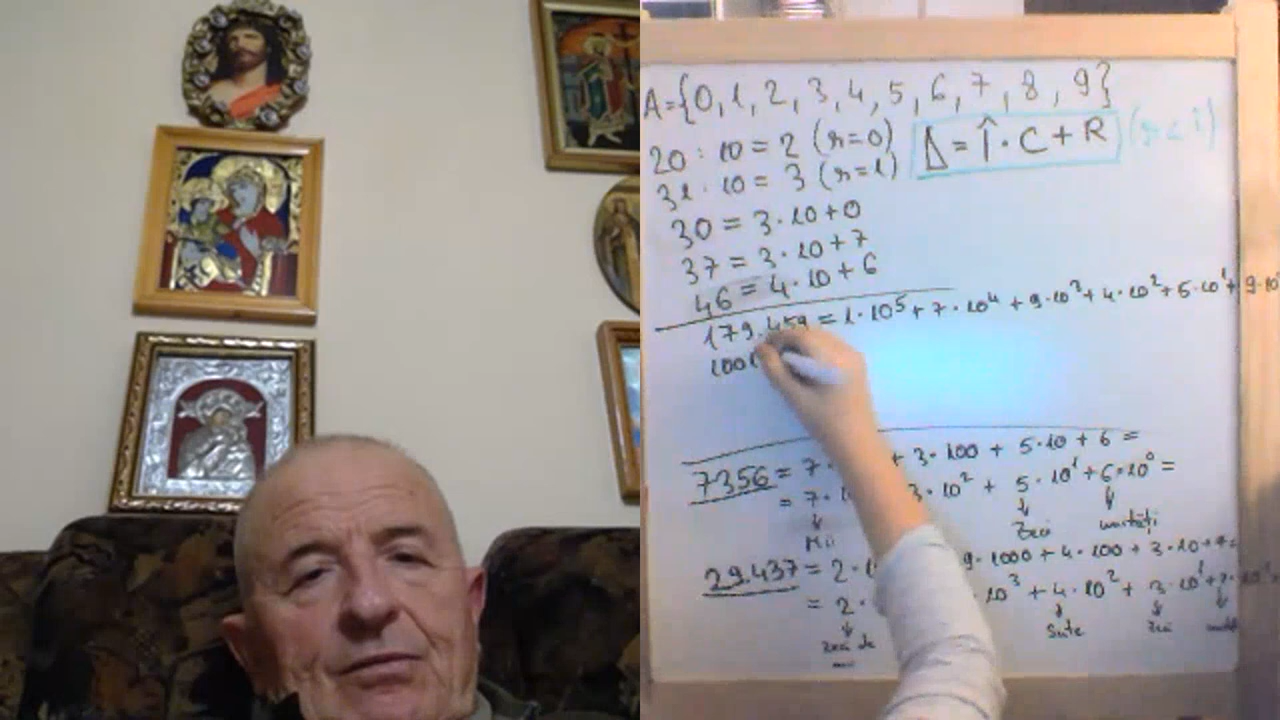 A={0,1,2,3,4,5,6,7,8,9}
20 : 10 = 2 (r=0)
31 : 10 = 3 (r=1)
Δ = Î · C + R (r < î)
30 = 3·10+0
37 = 3·10+7
46 = 4·10+6
179.459 = 1·10⁵ + 7·10⁴ + 9·10³ + 4·10² + 5·10¹ + 9·10
100
7356 = 7· + 3·100 + 5·10 + 6 =
= 7·1 3·10² + 5·10¹ + 6·10⁰ =
Mii Zeci unități
29.437 = 2· 9·1000 + 4·100 + 3·10 + 7 =
= 2· 10³ + 4·10² + 3·10¹ + 7·10
Zeci de Sute Zeci
mii